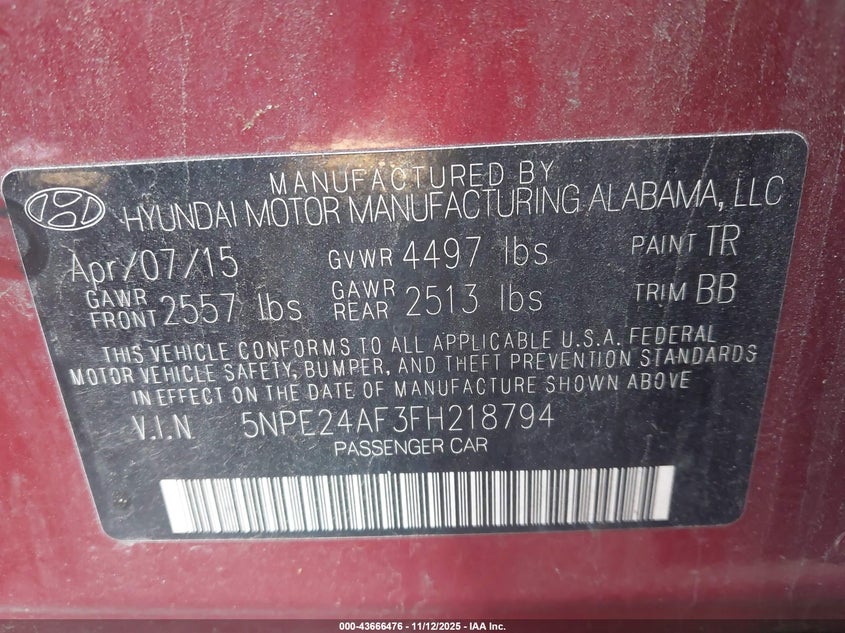 MANUFACTURED BY
HYUNDAI MOTOR MANUFACTURING ALABAMA, LLC
Apr/07/15 GVWR 4497 lbs PAINT TR
GAWR FRONT 2557 lbs GAWR REAR 2513 lbs TRIM BB
THIS VEHICLE CONFORMS TO ALL APPLICABLE U.S.A. FEDERAL
MOTOR VEHICLE SAFETY, BUMPER, AND THEFT PREVENTION STANDARDS
IN EFFECT ON THE DATE OF MANUFACTURE SHOWN ABOVE
V.I.N 5NPE24AF3FH218794
PASSENGER CAR
000-43666476 - 11/12/2025 - IAA Inc.